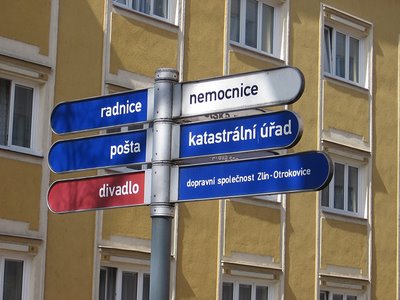 radnice
pošta
divadlo
nemocnice
katastrální úřad
dopravní společnost Zlín-Otrokovice